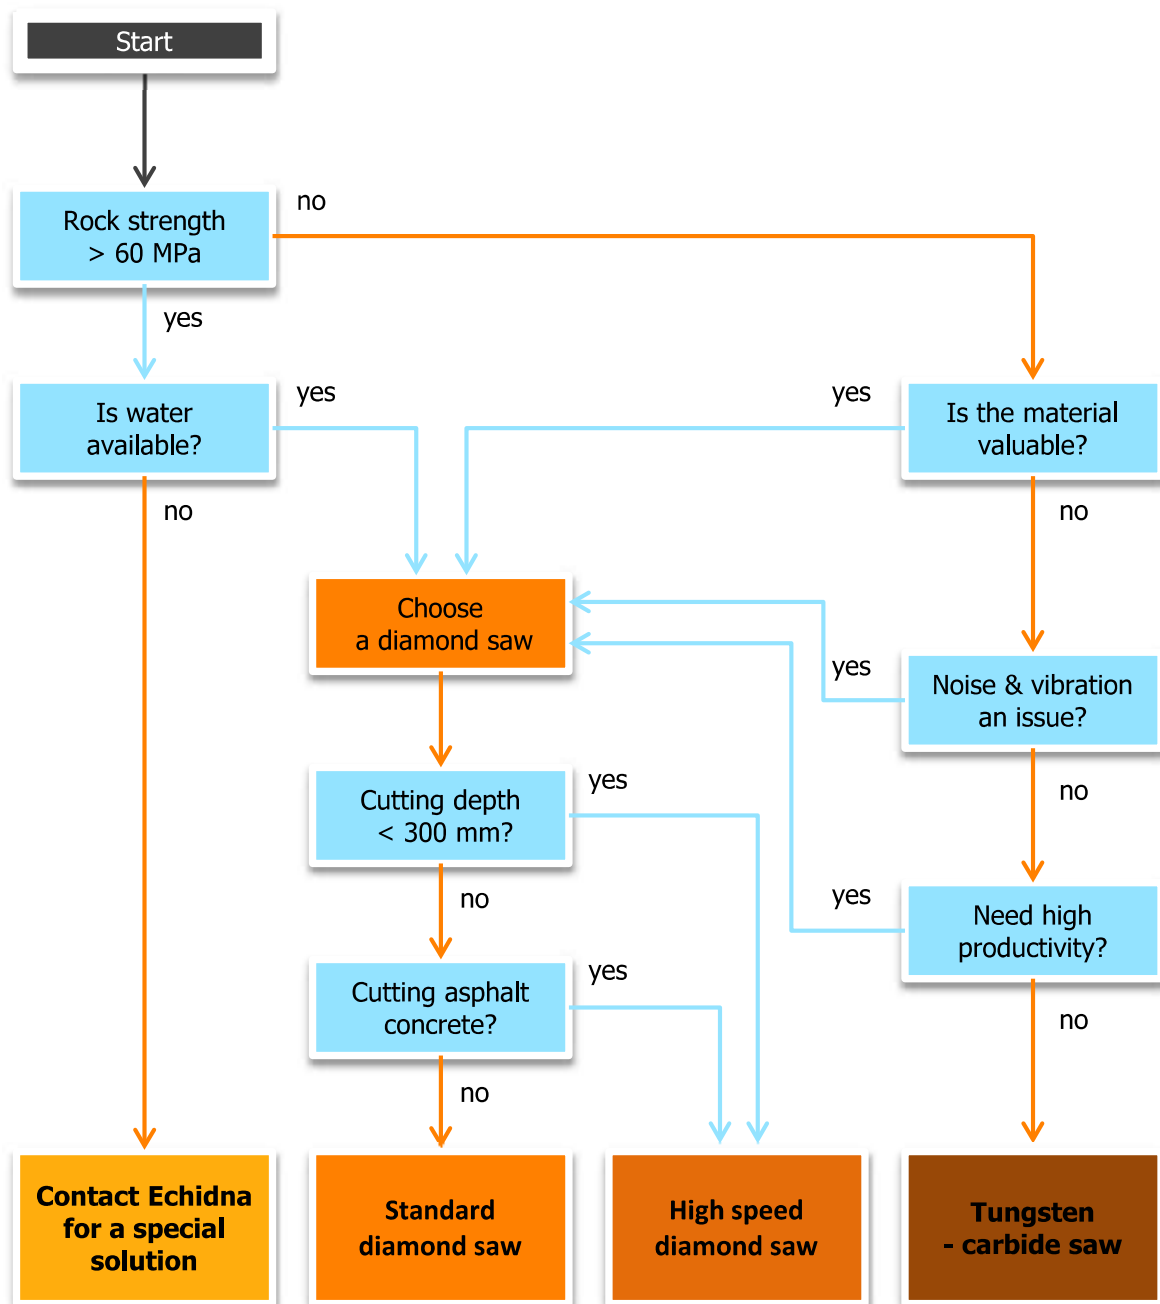 Start
Rock strength
> 60 MPa
no
yes
Is water
available?
yes
yes
Is the material
valuable?
no
no
Choose
a diamond saw
yes
Noise & vibration
an issue?
Cutting depth
< 300 mm?
yes
no
no
yes
Need high
productivity?
Cutting asphalt
concrete?
yes
no
no
Contact Echidna
for a special
solution
Standard
diamond saw
High speed
diamond saw
Tungsten
- carbide saw